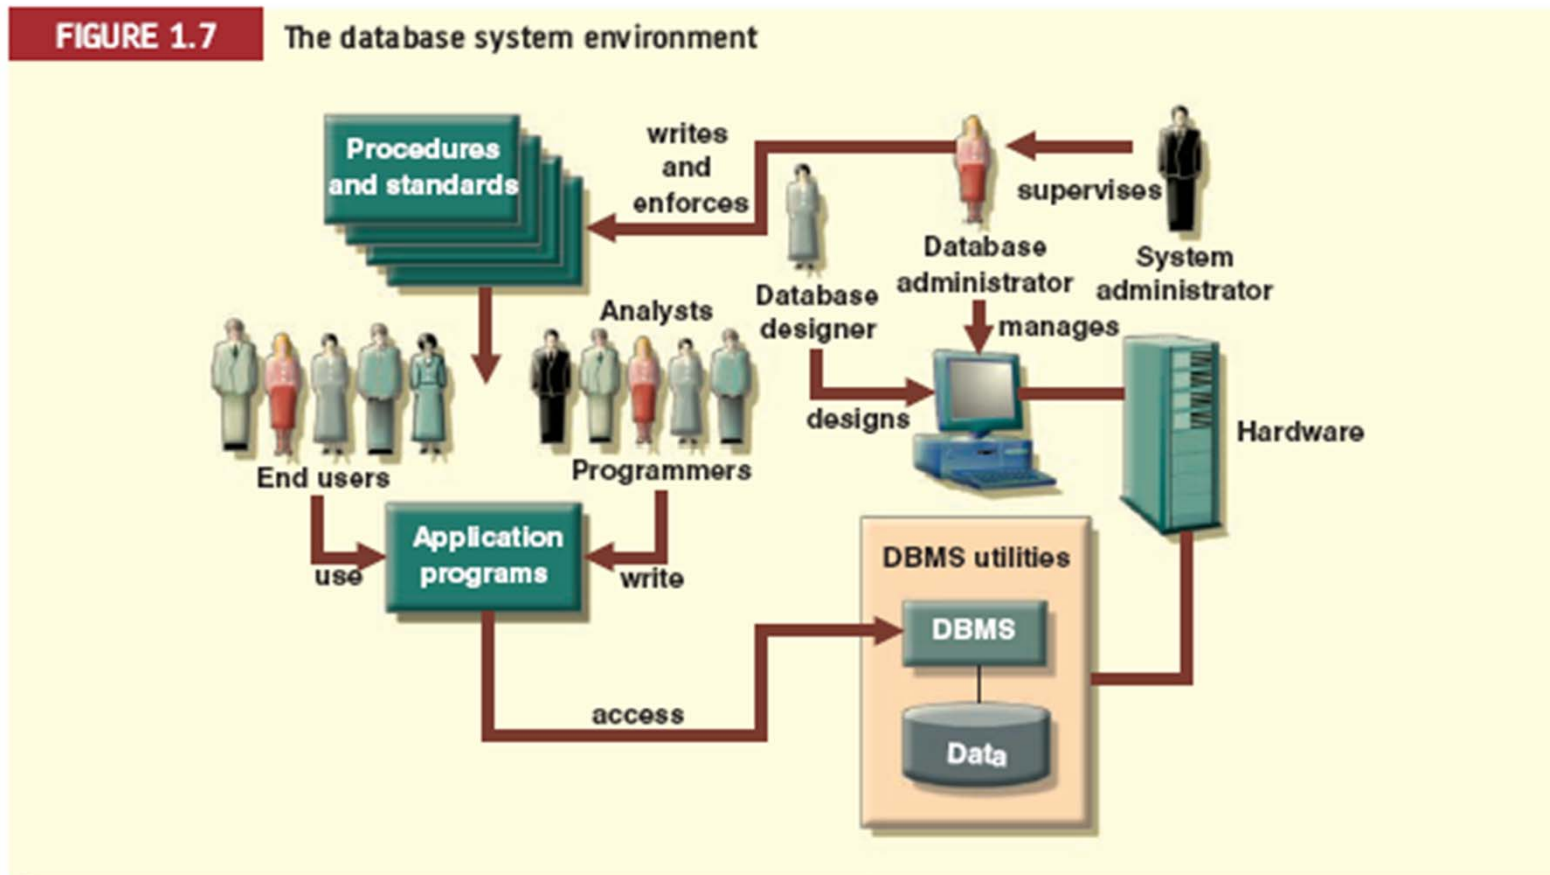 FIGURE 1.7 The database system environment
Procedures
and standards
writes
and
enforces
supervises
Database
administrator
System
administrator
Database
designer
manages
Analysts
designs
Hardware
End users
Programmers
Application
programs
use
write
DBMS utilities
DBMS
access
Data